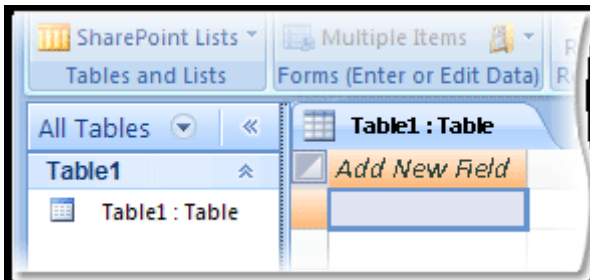 SharePoint Lists Multiple Items
Tables and Lists Forms (Enter or Edit Data)
All Tables « Table1 : Table
Table1 Add New Field
Table1 : Table